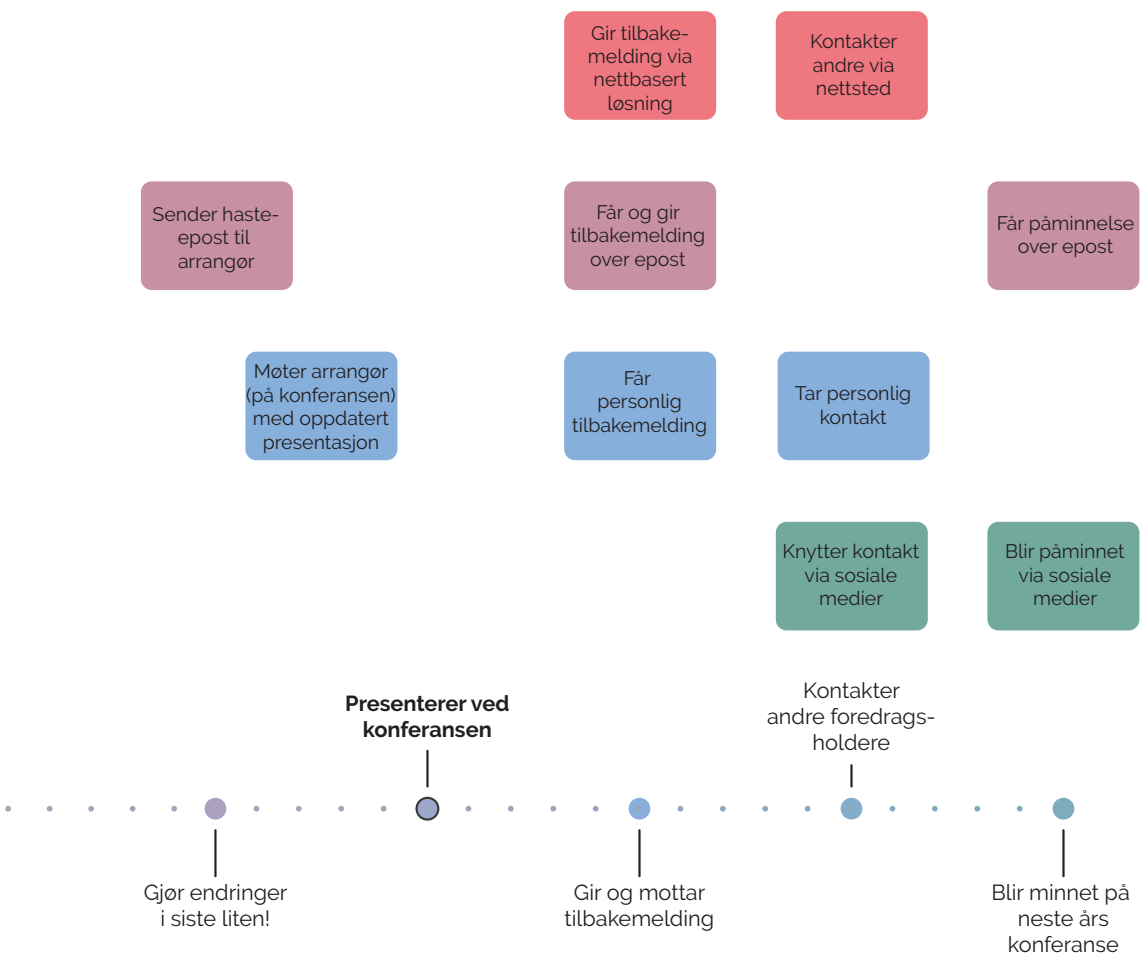 Gir tilbake-
melding via
nettbasert
løsning
Kontakter
andre via
nettsted
Sender haste-
epost til
arrangør
Får og gir
tilbakemelding
over epost
Får påminnelse
over epost
Møter arrangør
(på konferansen)
med oppdatert
presentasjon
Får
personlig
tilbakemelding
Tar personlig
kontakt
Knytter kontakt
via sosiale
medier
Blir påminnet
via sosiale
medier
Presenterer ved
konferansen
Kontakter
andre foredrags-
holdere
Gjør endringer
i siste liten!
Gir og mottar
tilbakemelding
Blir minnet på
neste års
konferanse